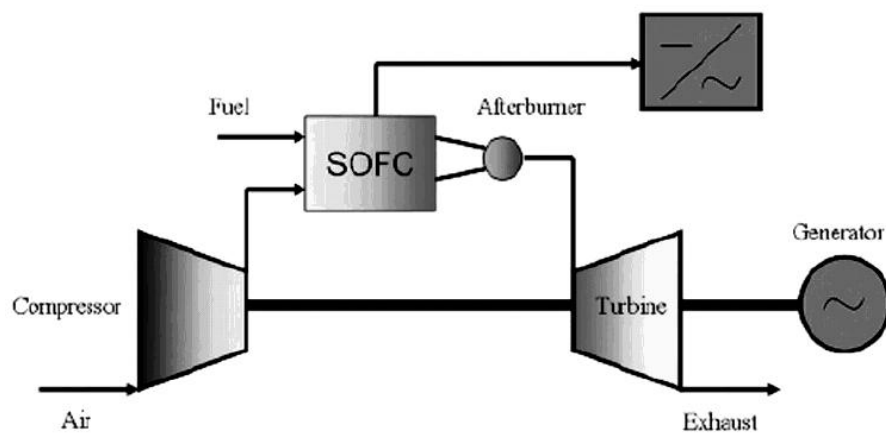 Fuel
Afterburner
SOFC
Generator
Compressor
Turbine
Air
Exhaust